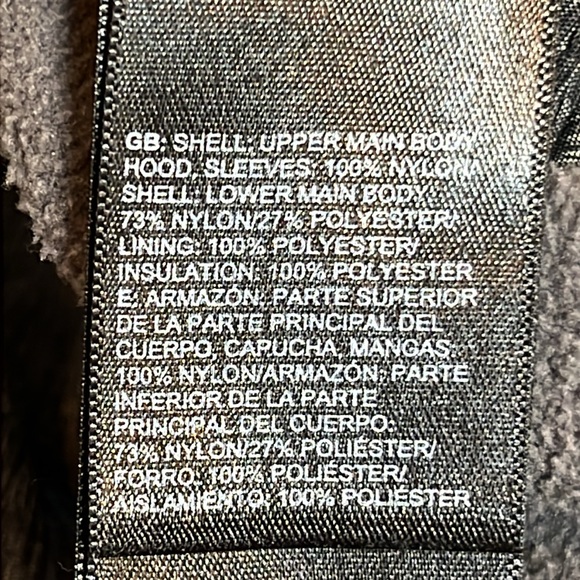 GB: SHELL: UPPER MAIN BODY,
HOOD, SLEEVES: 100% NYLON/
SHELL: LOWER MAIN BODY:
73% NYLON/27% POLYESTER/
LINING: 100% POLYESTER/
INSULATION: 100% POLYESTER
E: ARMAZÓN: PARTE SUPERIOR
DE LA PARTE PRINCIPAL DEL
CUERPO, CAPUCHA, MANGAS:
100% NYLON/ARMAZÓN: PARTE
INFERIOR DE LA PARTE
PRINCIPAL DEL CUERPO:
73% NYLON/27% POLIÉSTER/
FORRO: 100% POLIÉSTER/
AISLAMIENTO: 100% POLIÉSTER